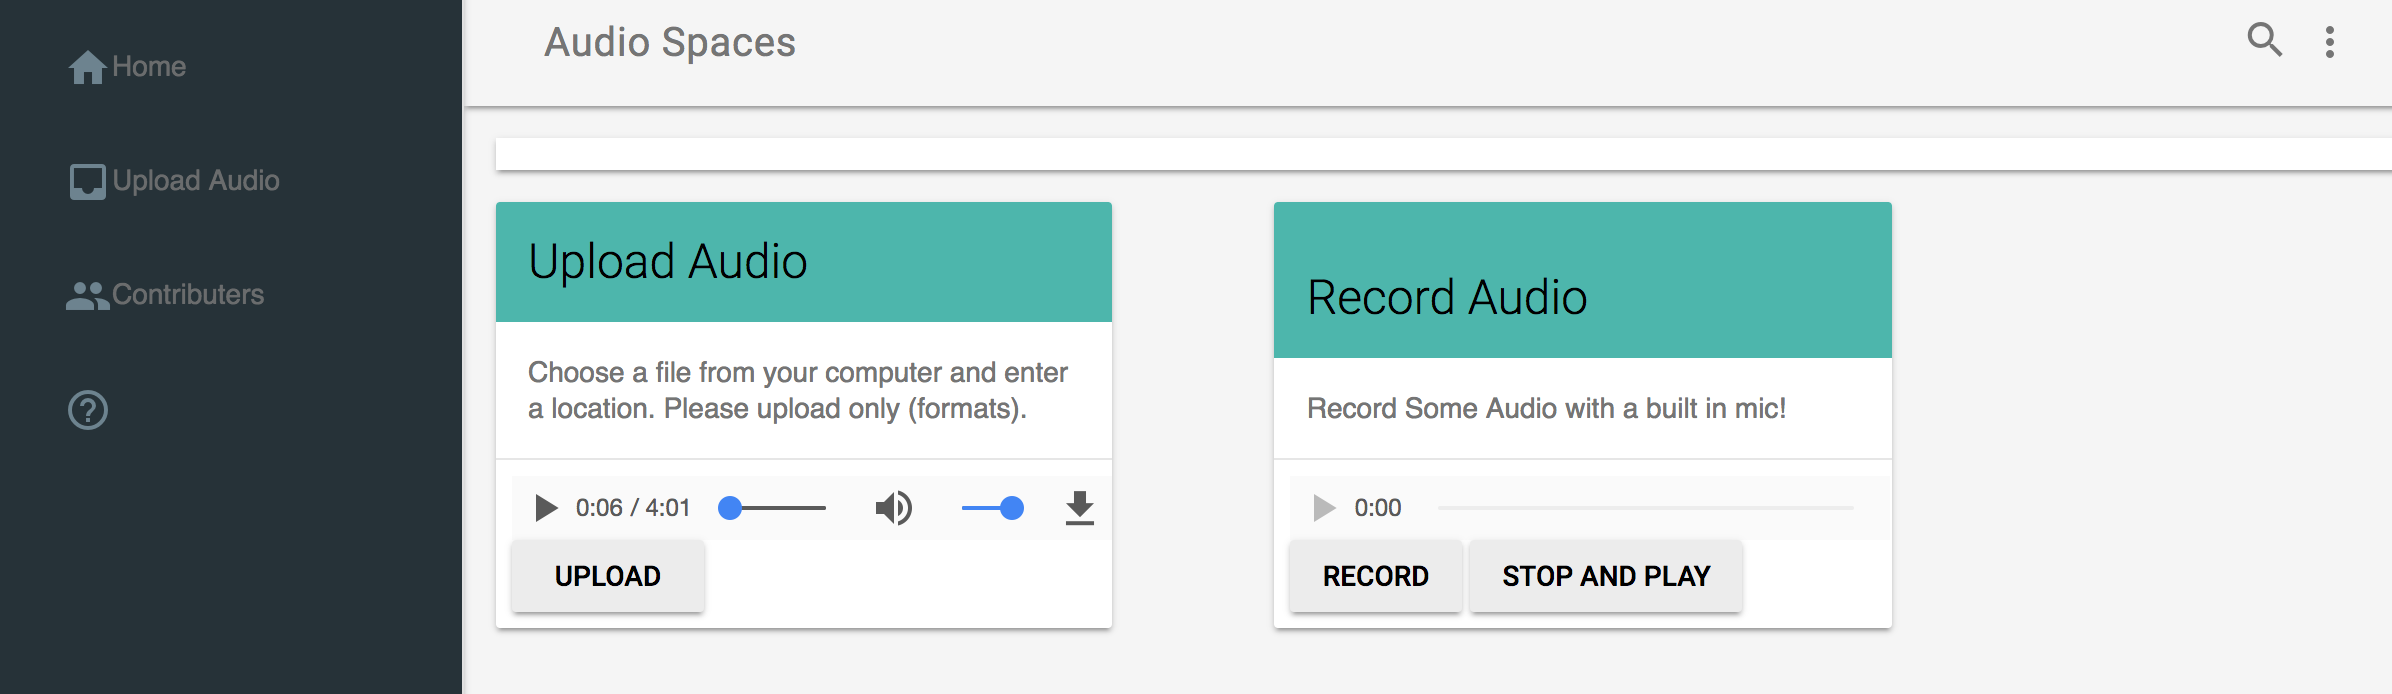 Home
Upload Audio
Contributers
Audio Spaces
Upload Audio
Choose a file from your computer and enter
a location. Please upload only (formats).
0:06 / 4:01
UPLOAD
Record Audio
Record Some Audio with a built in mic!
0:00
RECORD
STOP AND PLAY